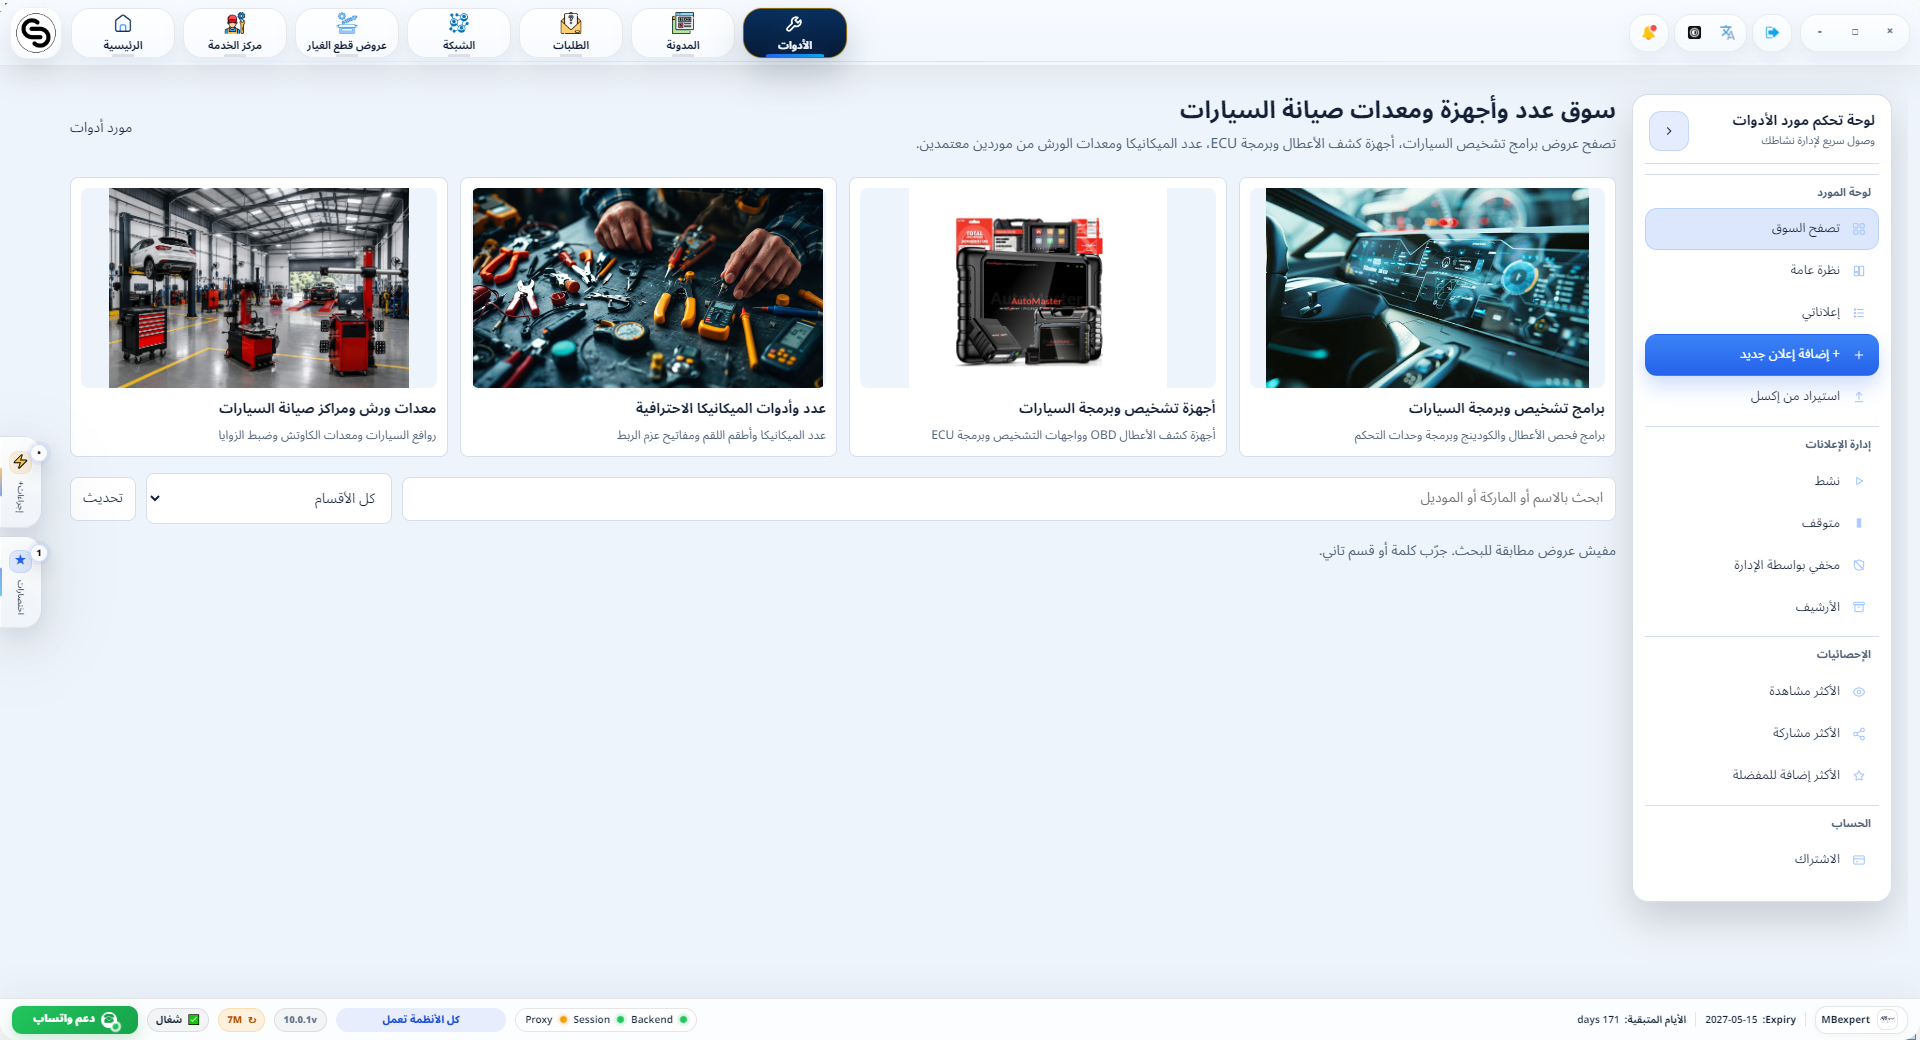 الرئيسية
مركز الخدمة
عروض قطع الغيار
الشبكة
الطلبات
المدونة
الأدوات
لوحة تحكم مورد الأدوات
وصول سريع لإدارة نشاطك
لوحة المورد
تصفح السوق
نظرة عامة
إعلاناتي
+ إضافة إعلان جديد
استيراد من إكسل
إدارة الإعلانات
نشط
متوقف
مخفي بواسطة الإدارة
الأرشيف
الإحصائيات
الأكثر مشاهدة
الأكثر مشاركة
الأكثر إضافة للمفضلة
الحساب
الاشتراك
سوق عدد وأجهزة ومعدات صيانة السيارات
تصفح عروض برامج تشخيص السيارات، أجهزة كشف الأعطال وبرمجة ECU، عدد الميكانيكا ومعدات الورش من موردين معتمدين.
مورد أدوات
برامج تشخيص وبرمجة السيارات
برامج فحص الأعطال والكودينج وبرمجة وحدات التحكم
TOTAL
AutoMaster
أجهزة تشخيص وبرمجة السيارات
أجهزة كشف الأعطال OBD وواجهات التشخيص وبرمجة ECU
عدد وأدوات الميكانيكا الاحترافية
عدد الميكانيكا وأطقم اللقم ومفاتيح عزم الربط
معدات ورش ومراكز صيانة السيارات
روافع السيارات ومعدات الكاوتش وضبط الزوايا
ابحث بالاسم أو الماركة أو الموديل
كل الأقسام
تحديث
مفيش عروض مطابقة للبحث. جرّب كلمة أو قسم تاني.
إجراءات+
1
اختصارات
MBexpert
Expiry: 2027-05-15
الأيام المتبقية: 171 days
Proxy Session Backend
كل الأنظمة تعمل
10.0.1v
7M
شغال
دعم واتساب